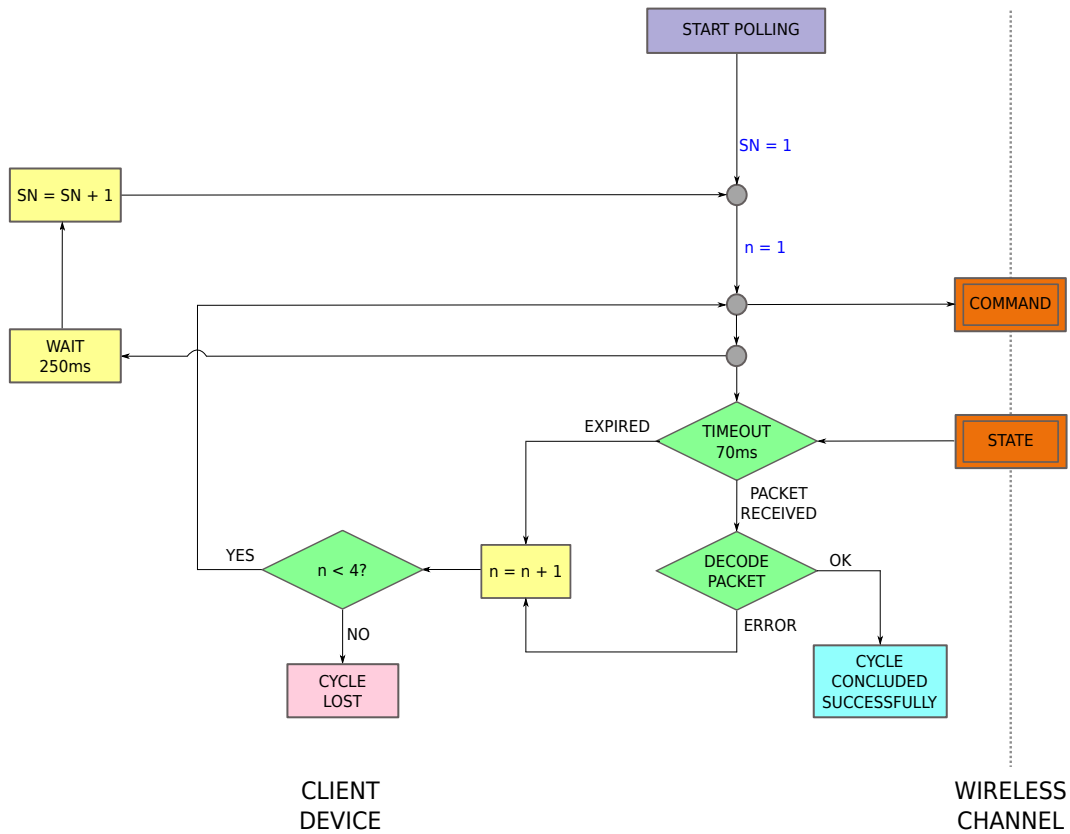 START POLLING
SN = 1
SN = SN + 1
n = 1
COMMAND
WAIT
250ms
EXPIRED
TIMEOUT
70ms
STATE
PACKET
RECEIVED
YES
n < 4?
n = n + 1
DECODE
PACKET
OK
ERROR
NO
CYCLE
LOST
CYCLE
CONCLUDED
SUCCESSFULLY
CLIENT
DEVICE
WIRELESS
CHANNEL